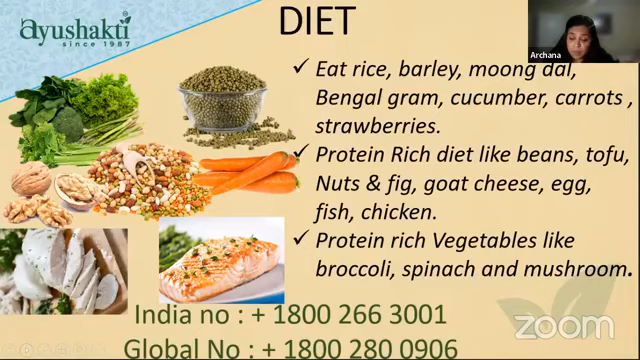 ayushakti
since 1987
DIET
Archana
✓ Eat rice, barley, moong dal,
Bengal gram, cucumber, carrots ,
strawberries.
✓ Protein Rich diet like beans, tofu,
Nuts & fig, goat cheese, egg,
fish, chicken.
✓ Protein rich Vegetables like
broccoli, spinach and mushroom.
India no : + 1800 266 3001
Global No : + 1800 280 0906
zoom